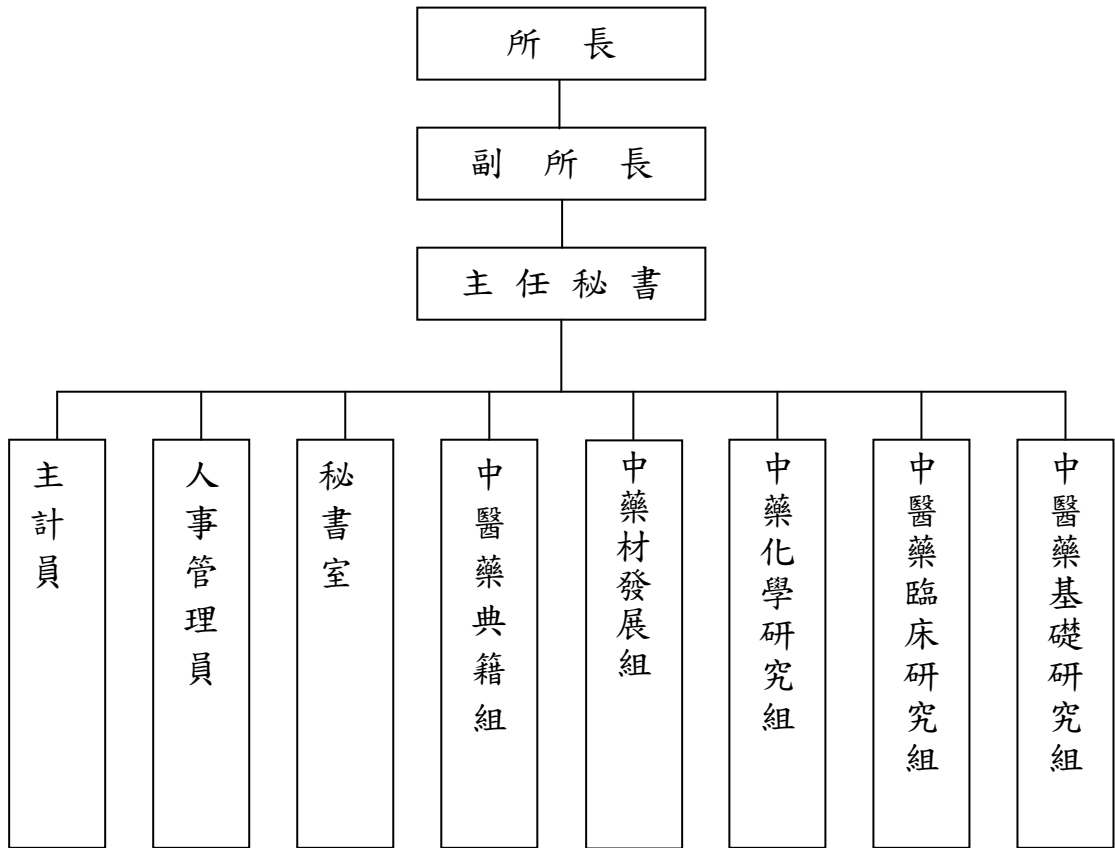 所長
副所長
主任秘書
主計員
人事管理員
秘書室
中醫藥典籍組
中藥材發展組
中藥化學研究組
中醫藥臨床研究組
中醫藥基礎研究組